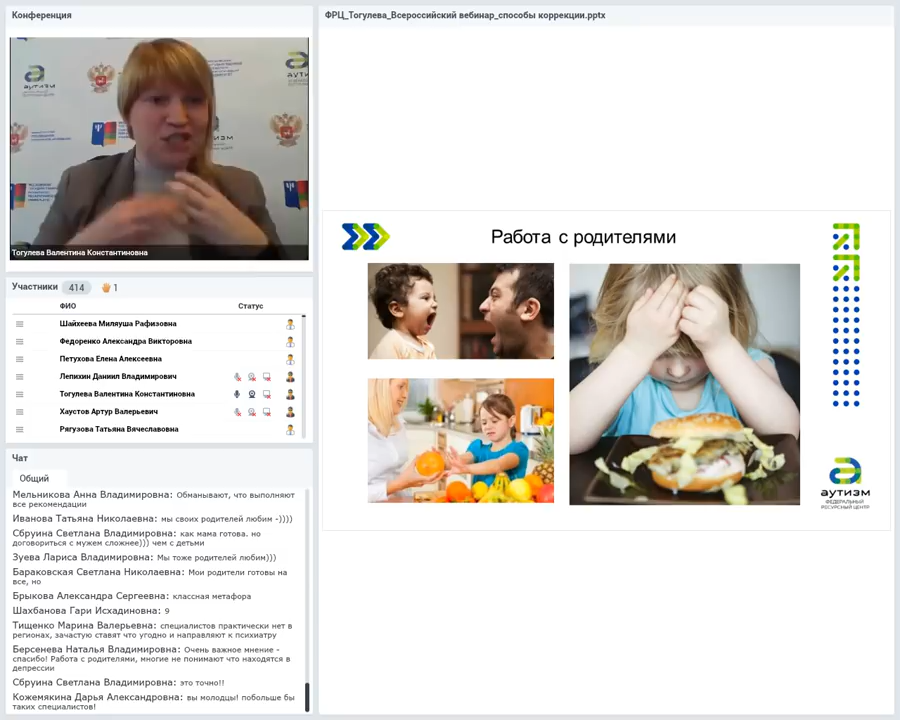 Конференция
аутизм
аутизм
Тогулева Валентина Константиновна
Участники 414 1
ФИО Статус
Шайхеева Миляуша Рафизовна
Федоренко Александра Викторовна
Петухова Елена Алексеевна
Лепихин Даниил Владимирович
Тогулева Валентина Константиновна
Хаустов Артур Валерьевич
Рягузова Татьяна Вячеславовна
Чат
Общий
Мельникова Анна Владимировна: Обманывают, что выполняют
все рекомендации
Иванова Татьяна Николаевна: мы своих родителей любим -))))
Сбруина Светлана Владимировна: как мама готова. но
договориться с мужем сложнее))) чем с детьми
Зуева Лариса Владимировна: Мы тоже родителей любим)))
Бараковская Светлана Николаевна: Мои родители готовы на
все, но
Брыкова Александра Сергеевна: классная метафора
Шахбанова Гари Исхадиновна: 9
Тищенко Марина Валерьевна: специалистов практически нет в
регионах, зачастую ставят что угодно и направляют к психиатру
Берсенева Наталья Владимировна: Очень важное мнение -
спасибо! Работа с родителями, многие не понимают что находятся в
депрессии
Сбруина Светлана Владимировна: это точно!!
Кожемякина Дарья Александровна: вы молодцы! побольше бы
таких специалистов!
ФРЦ_Тогулева_Всероссийский вебинар_способы коррекции.pptx
Работа с родителями
аутизм
ФЕДЕРАЛЬНЫЙ
РЕСУРСНЫЙ ЦЕНТР